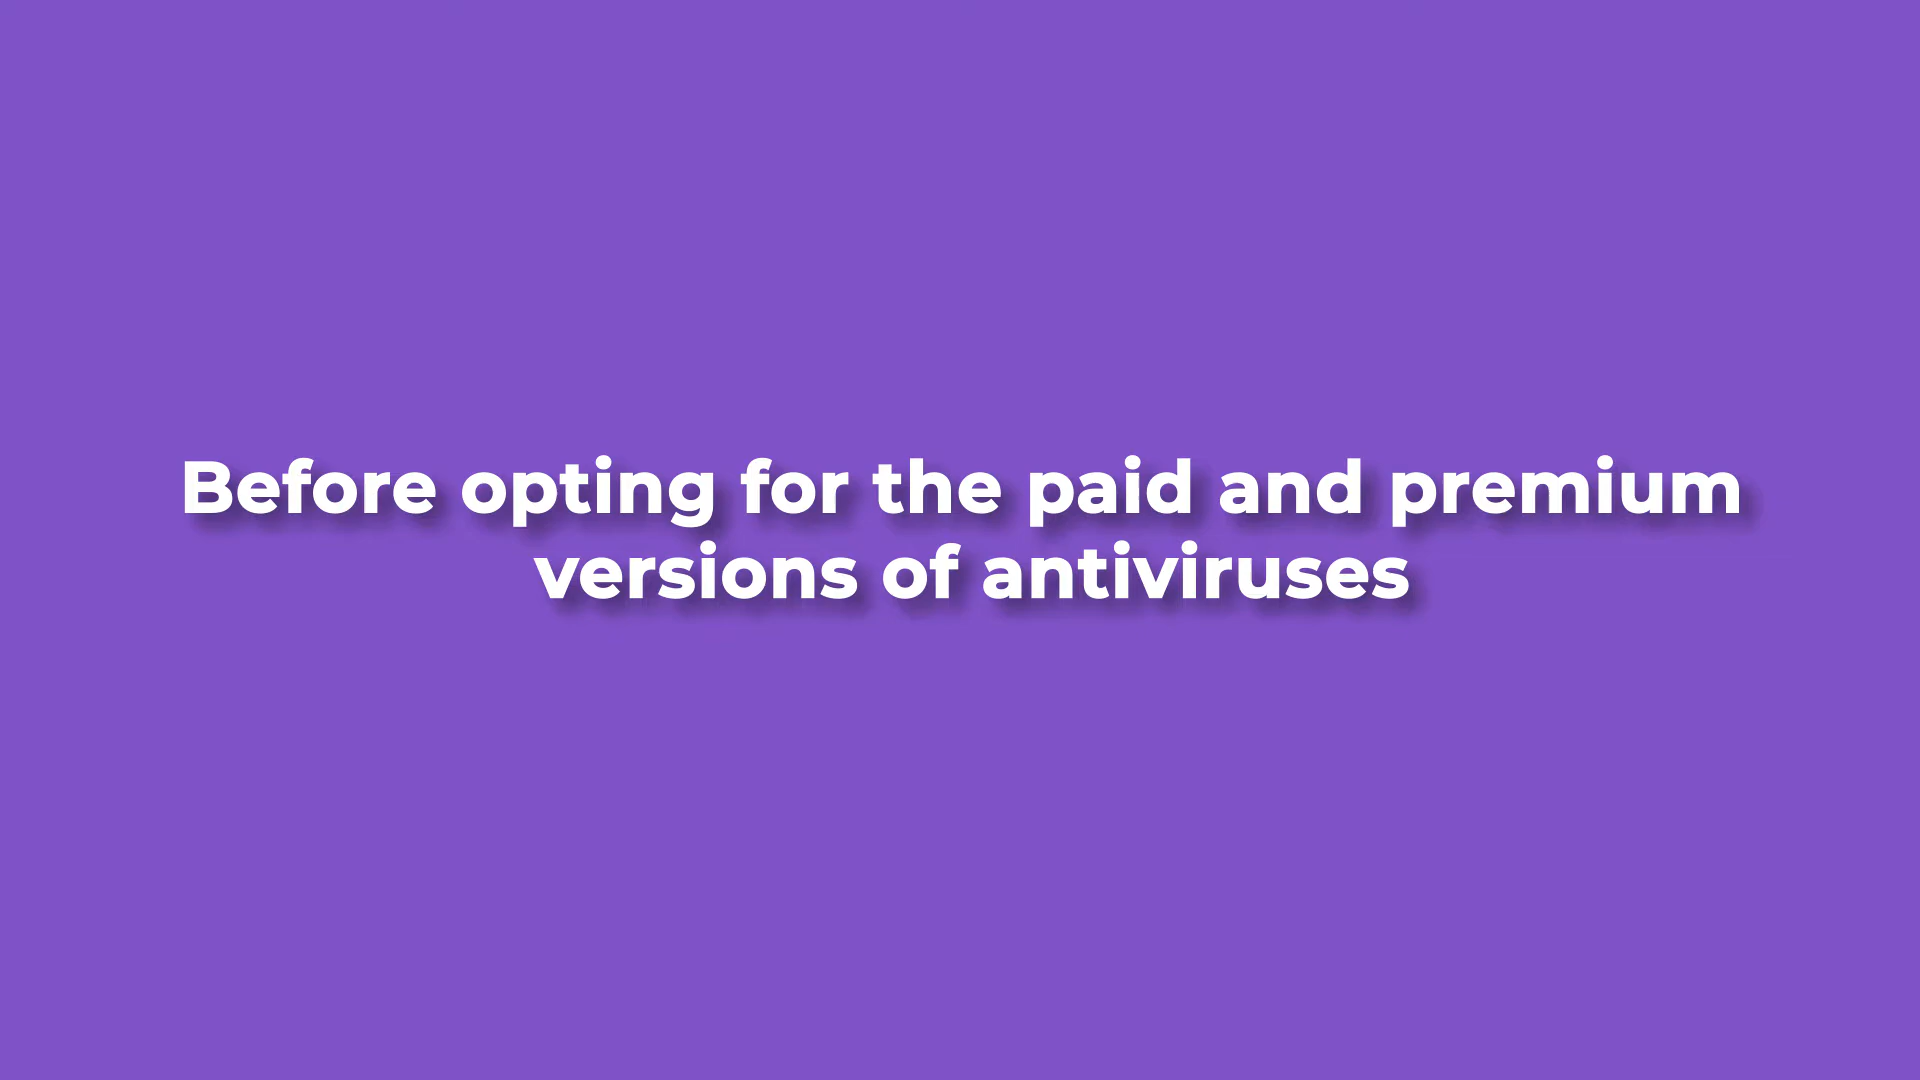 Before opting for the paid and premium
versions of antiviruses